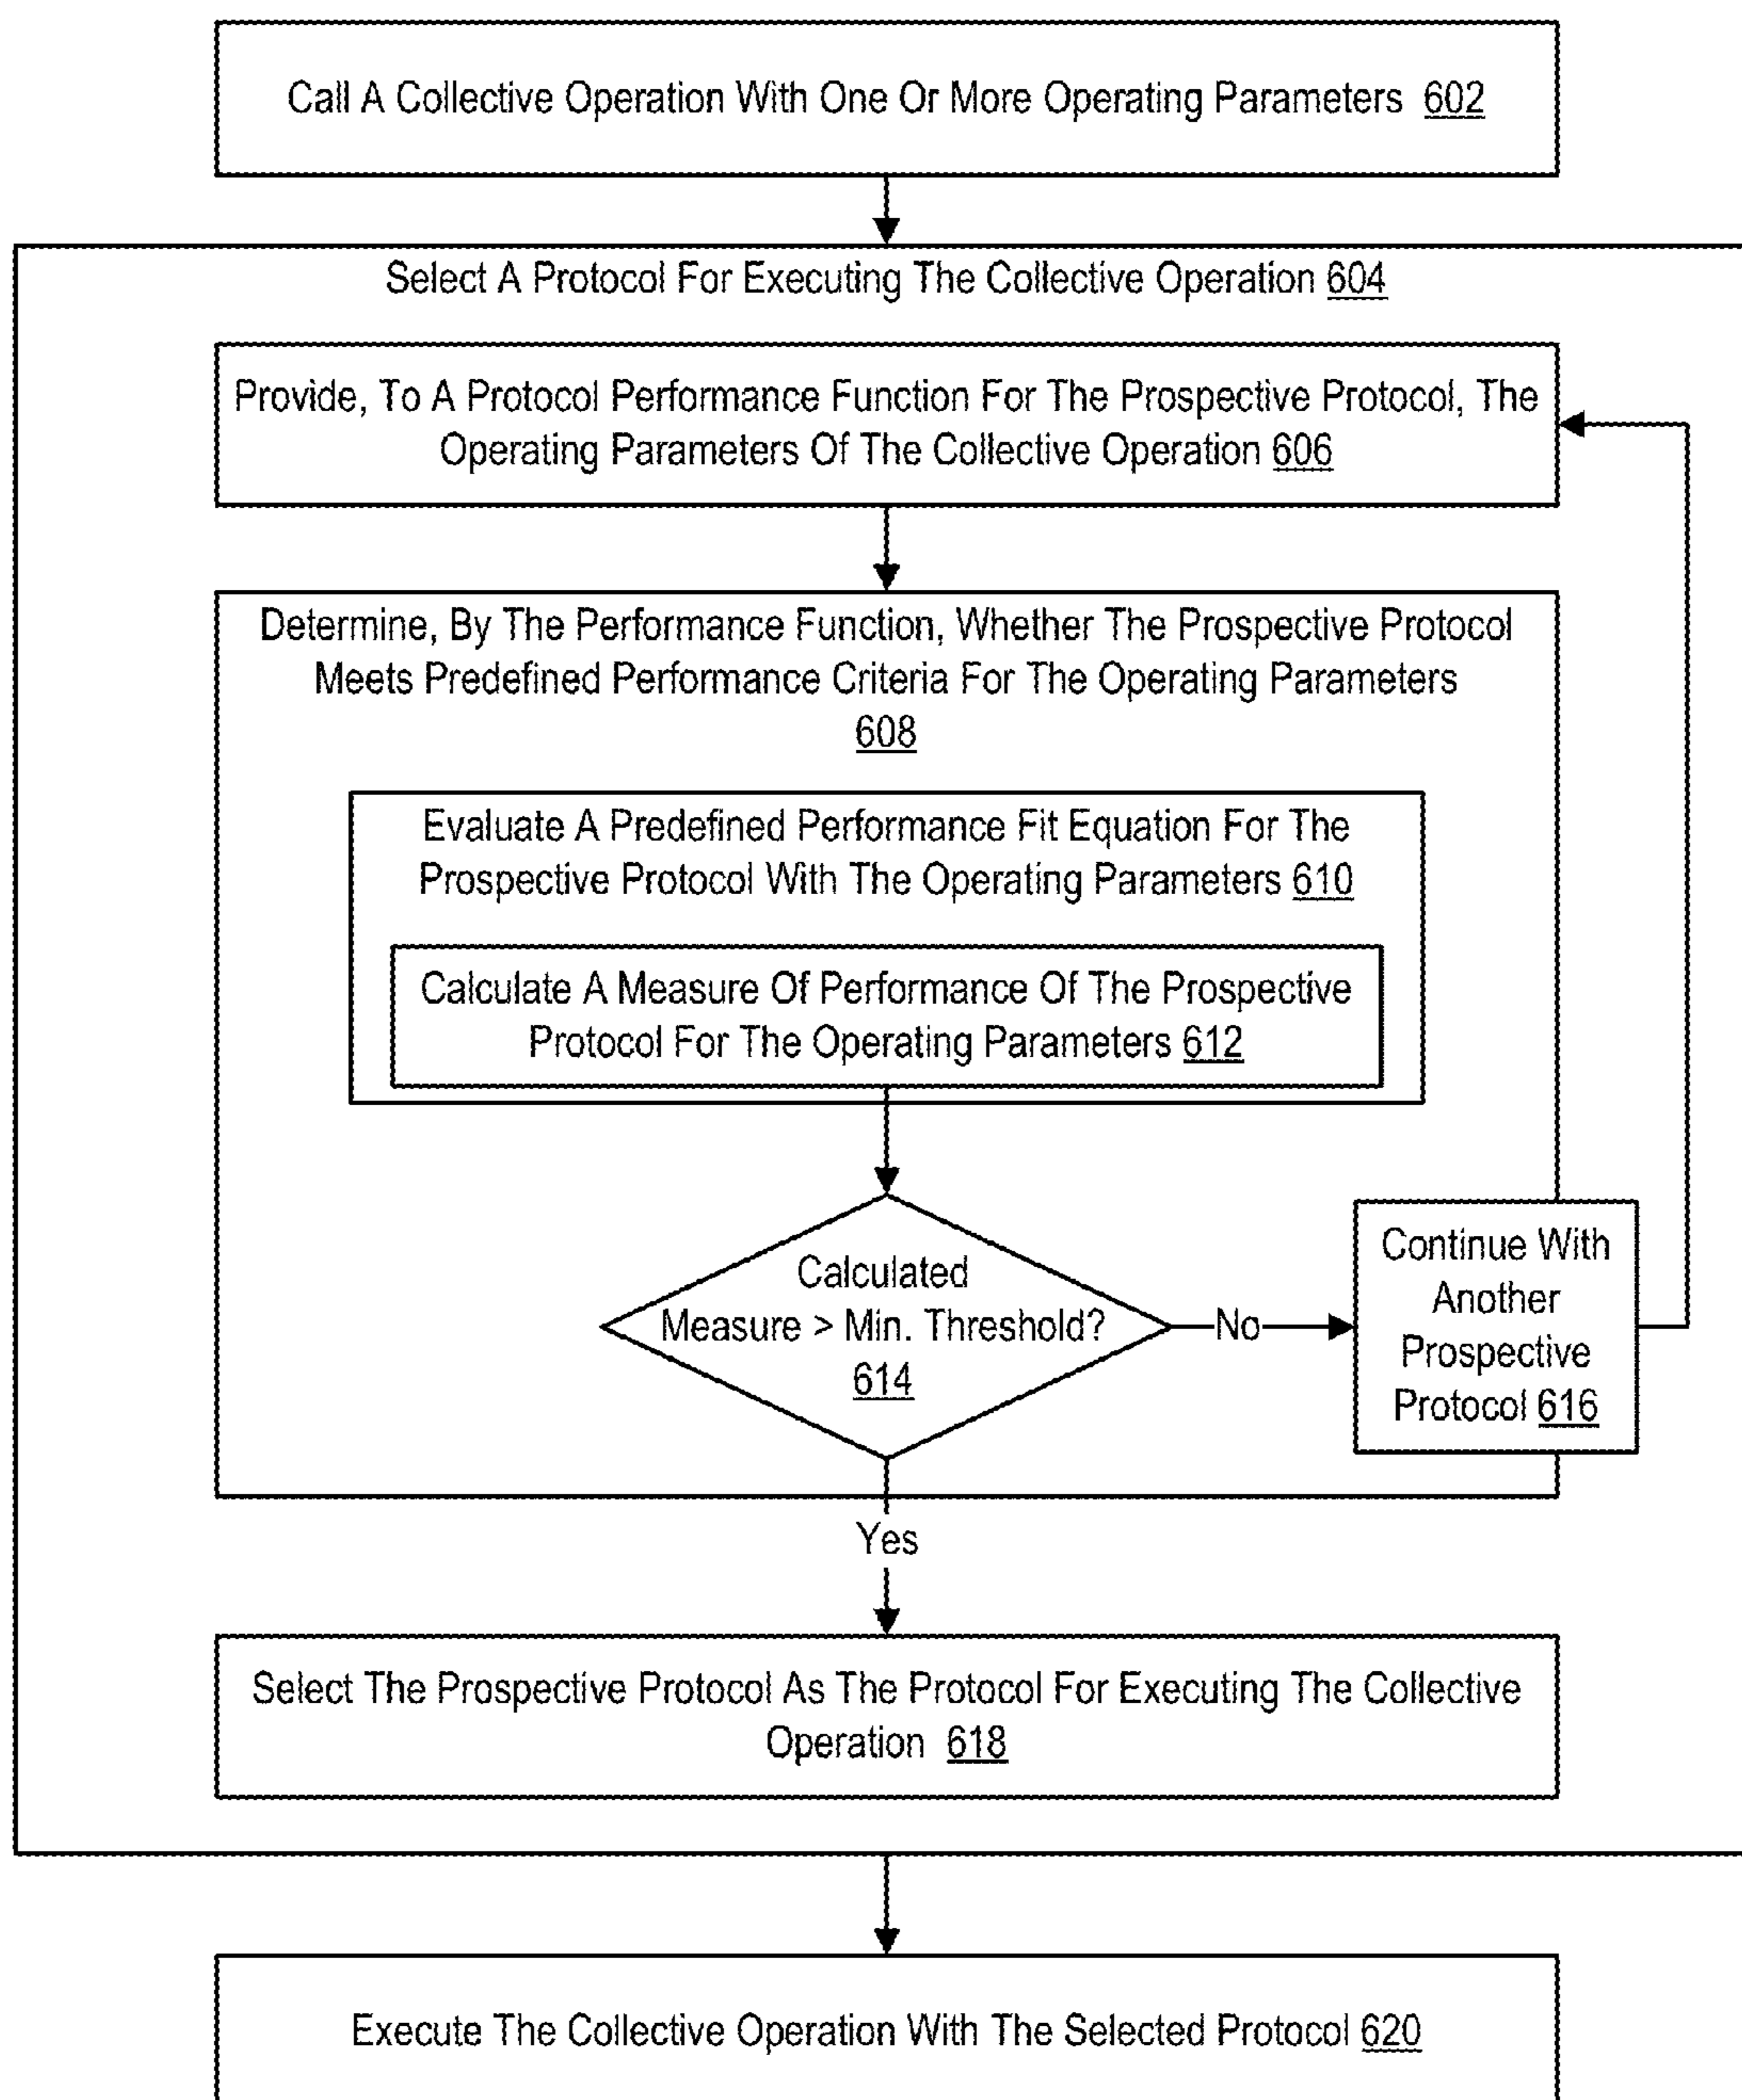 Call A Collective Operation With One Or More Operating Parameters 602
Select A Protocol For Executing The Collective Operation 604
Provide, To A Protocol Performance Function For The Prospective Protocol, The
Operating Parameters Of The Collective Operation 606
Determine, By The Performance Function, Whether The Prospective Protocol
Meets Predefined Performance Criteria For The Operating Parameters
608
Evaluate A Predefined Performance Fit Equation For The
Prospective Protocol With The Operating Parameters 610
Calculate A Measure Of Performance Of The Prospective
Protocol For The Operating Parameters 612
Calculated
Measure > Min. Threshold?
614
No
Continue With
Another
Prospective
Protocol 616
Yes
Select The Prospective Protocol As The Protocol For Executing The Collective
Operation 618
Execute The Collective Operation With The Selected Protocol 620